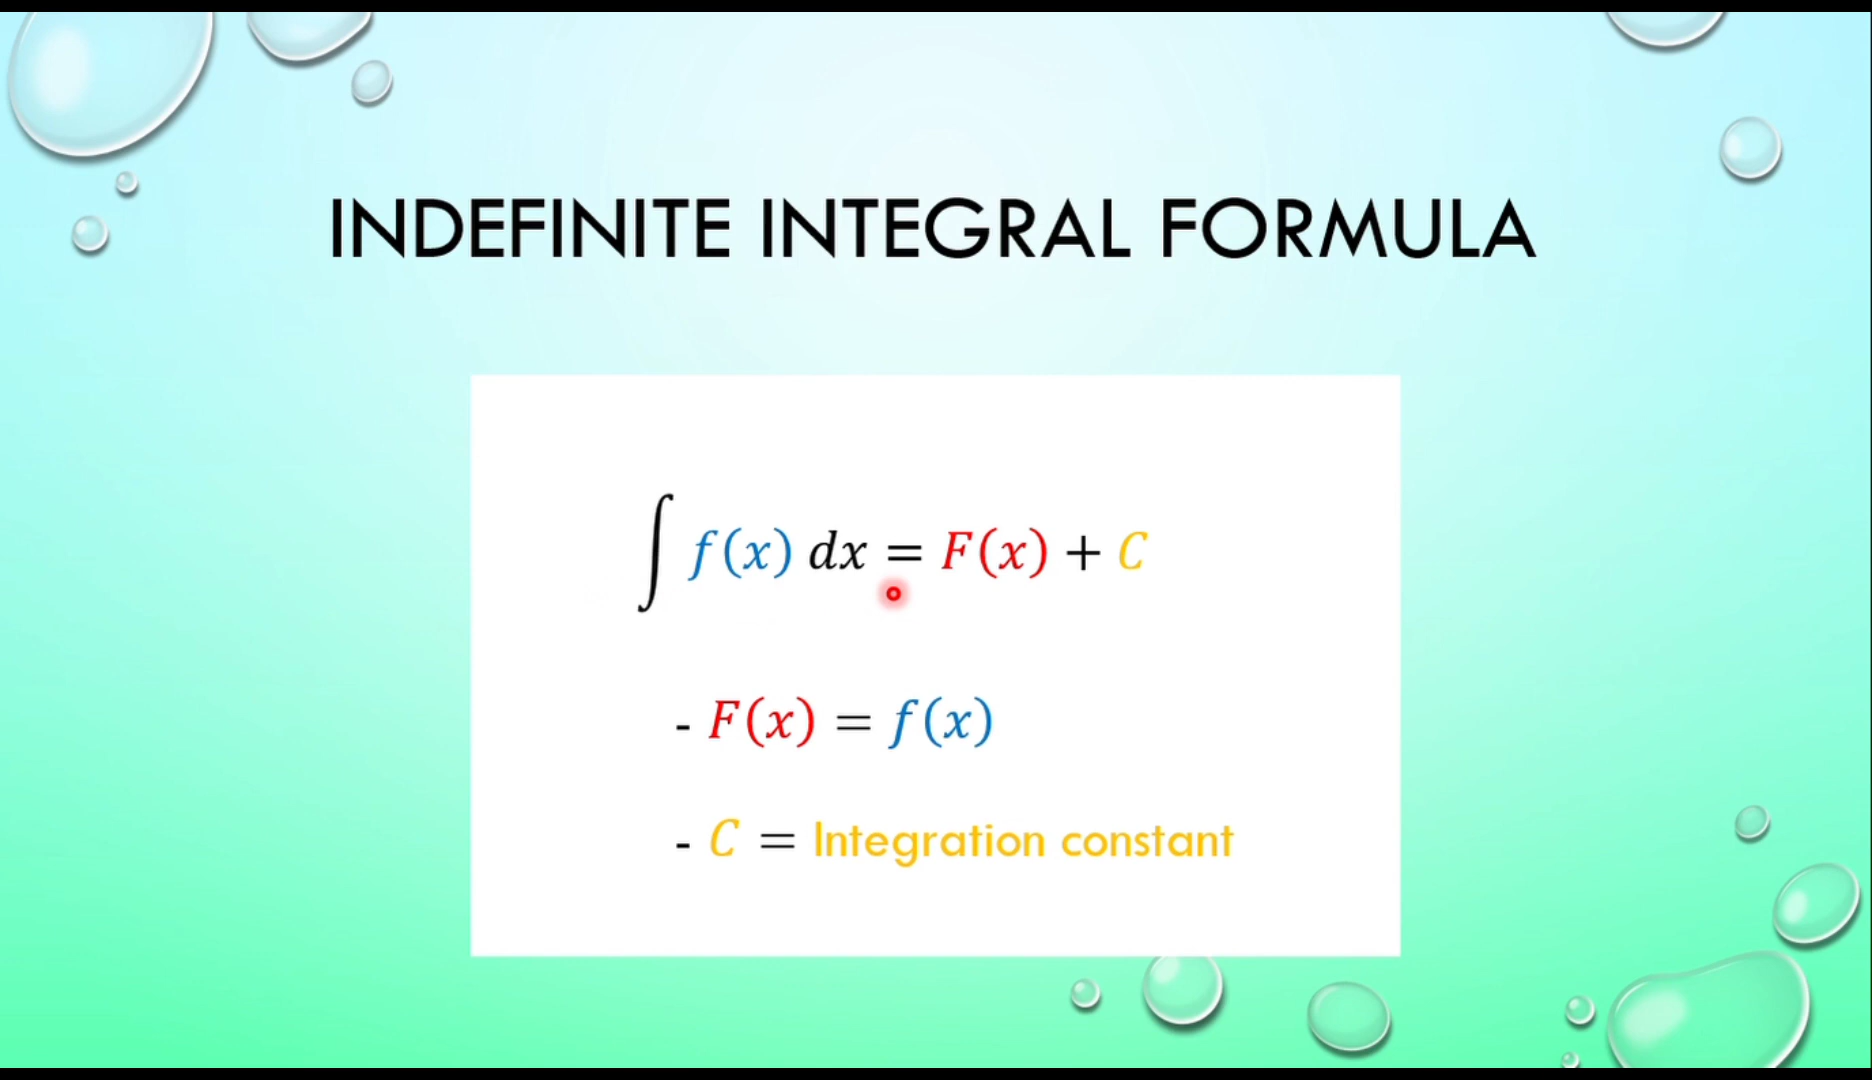 INDEFINITE INTEGRAL FORMULA
∫ f(x) dx = F(x) + C
- F(x) = f(x)
- C = Integration constant